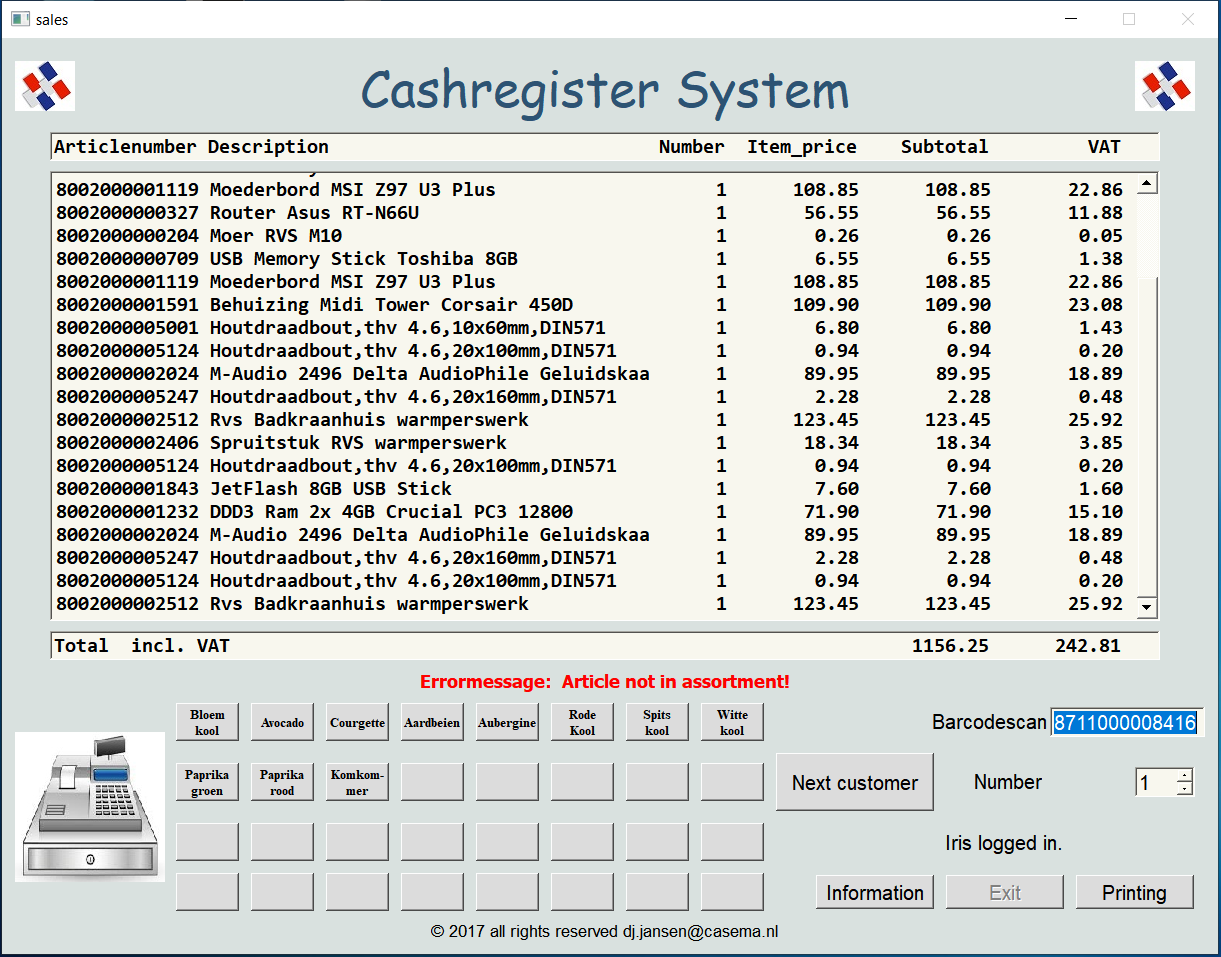 sales
Cashregister System
Articlenumber Description Number Item_price Subtotal VAT
8002000001119 Moederbord MSI Z97 U3 Plus 1 108.85 108.85 22.86
8002000000327 Router Asus RT-N66U 1 56.55 56.55 11.88
8002000000204 Moer RVS M10 1 0.26 0.26 0.05
8002000000709 USB Memory Stick Toshiba 8GB 1 6.55 6.55 1.38
8002000001119 Moederbord MSI Z97 U3 Plus 1 108.85 108.85 22.86
8002000001591 Behuizing Midi Tower Corsair 450D 1 109.90 109.90 23.08
8002000005001 Houtdraadbout,thv 4.6,10x60mm,DIN571 1 6.80 6.80 1.43
8002000005124 Houtdraadbout,thv 4.6,20x100mm,DIN571 1 0.94 0.94 0.20
8002000002024 M-Audio 2496 Delta AudioPhile Geluidskaa 1 89.95 89.95 18.89
8002000005247 Houtdraadbout,thv 4.6,20x160mm,DIN571 1 2.28 2.28 0.48
8002000002512 Rvs Badkraanhuis warmperswerk 1 123.45 123.45 25.92
8002000002406 Spruitstuk RVS warmperswerk 1 18.34 18.34 3.85
8002000005124 Houtdraadbout,thv 4.6,20x100mm,DIN571 1 0.94 0.94 0.20
8002000001843 JetFlash 8GB USB Stick 1 7.60 7.60 1.60
8002000001232 DDD3 Ram 2x 4GB Crucial PC3 12800 1 71.90 71.90 15.10
8002000002024 M-Audio 2496 Delta AudioPhile Geluidskaa 1 89.95 89.95 18.89
8002000005247 Houtdraadbout,thv 4.6,20x160mm,DIN571 1 2.28 2.28 0.48
8002000005124 Houtdraadbout,thv 4.6,20x100mm,DIN571 1 0.94 0.94 0.20
8002000002512 Rvs Badkraanhuis warmperswerk 1 123.45 123.45 25.92
Total incl. VAT 1156.25 242.81
Errormessage: Article not in assortment!
Bloem
kool
Avocado
Courgette
Aardbeien
Aubergine
Rode
Kool
Spits
kool
Witte
kool
Barcodescan 8711000008416
Paprika
groen
Paprika
rood
Komkom-
mer
Next customer
Number 1
Iris logged in.
Information
Exit
Printing
© 2017 all rights reserved dj.jansen@casema.nl